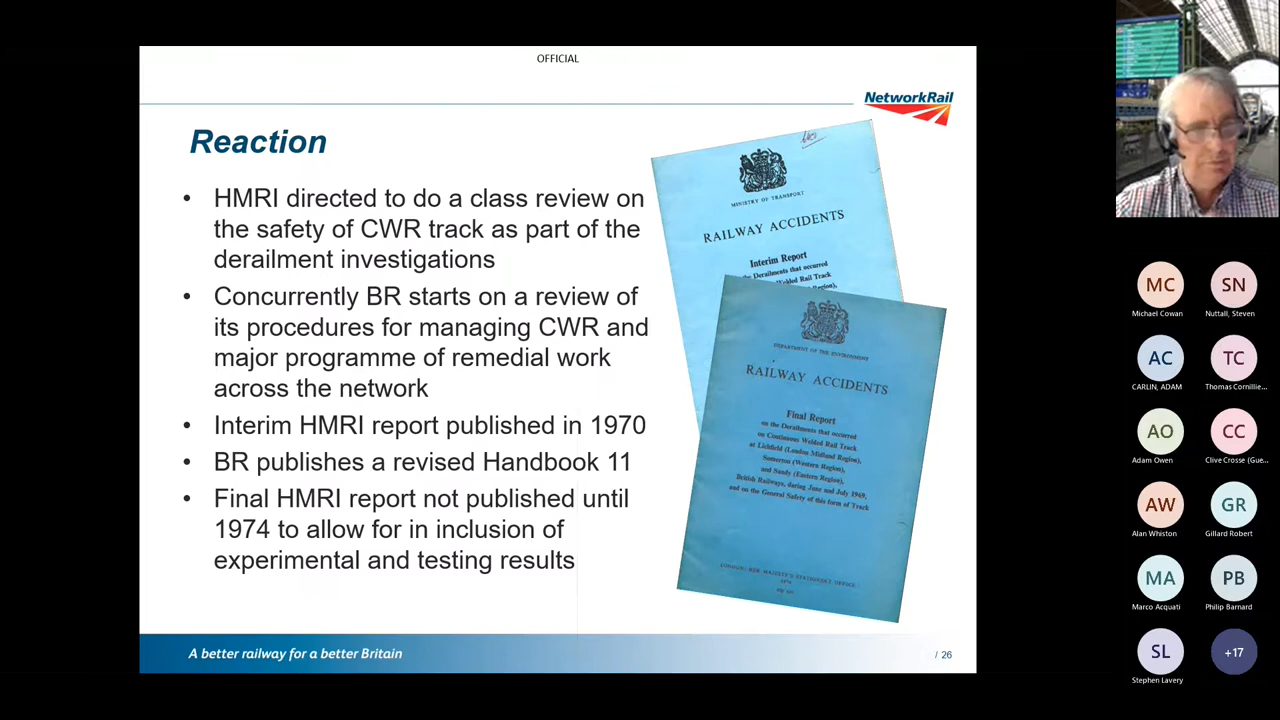 OFFICIAL
NetworkRail
Reaction
• HMRI directed to do a class review on
the safety of CWR track as part of the
derailment investigations
• Concurrently BR starts on a review of
its procedures for managing CWR and
major programme of remedial work
across the network
• Interim HMRI report published in 1970
• BR publishes a revised Handbook 11
• Final HMRI report not published until
1974 to allow for in inclusion of
experimental and testing results
MINISTRY OF TRANSPORT
RAILWAY ACCIDENTS
Interim Report
the Derailments that occurred
Welded Rail Track
Region),
DEPARTMENT OF THE ENVIRONMENT
RAILWAY ACCIDENTS
Final Report
on the Derailments that occurred
on Continuous Welded Rail Track
at Lichfield (London Midland Region),
Somerton (Western Region),
and Sandy (Eastern Region),
British Railways, during June and July 1969,
and on the General Safety of this form of Track
LONDON: HER MAJESTY'S STATIONERY OFFICE
1974
A better railway for a better Britain
/ 26
MC
SN
Michael Cowan
Nuttall, Steven
AC
TC
CARLIN, ADAM
Thomas Cornillie...
AO
CC
Adam Owen
Clive Crosse (Gue...
AW
GR
Alan Whiston
Gillard Robert
MA
PB
Marco Acquati
Philip Barnard
SL
+17
Stephen Lavery